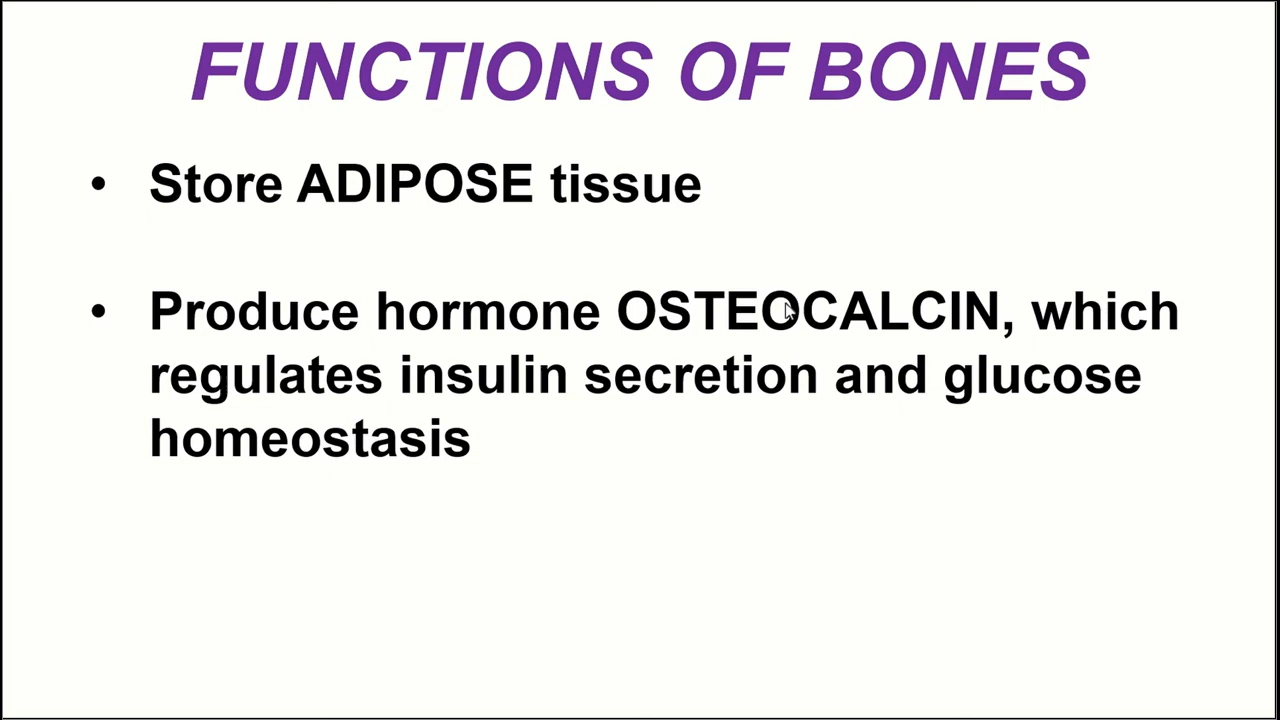 FUNCTIONS OF BONES
• Store ADIPOSE tissue
• Produce hormone OSTEOCALCIN, which
regulates insulin secretion and glucose
homeostasis